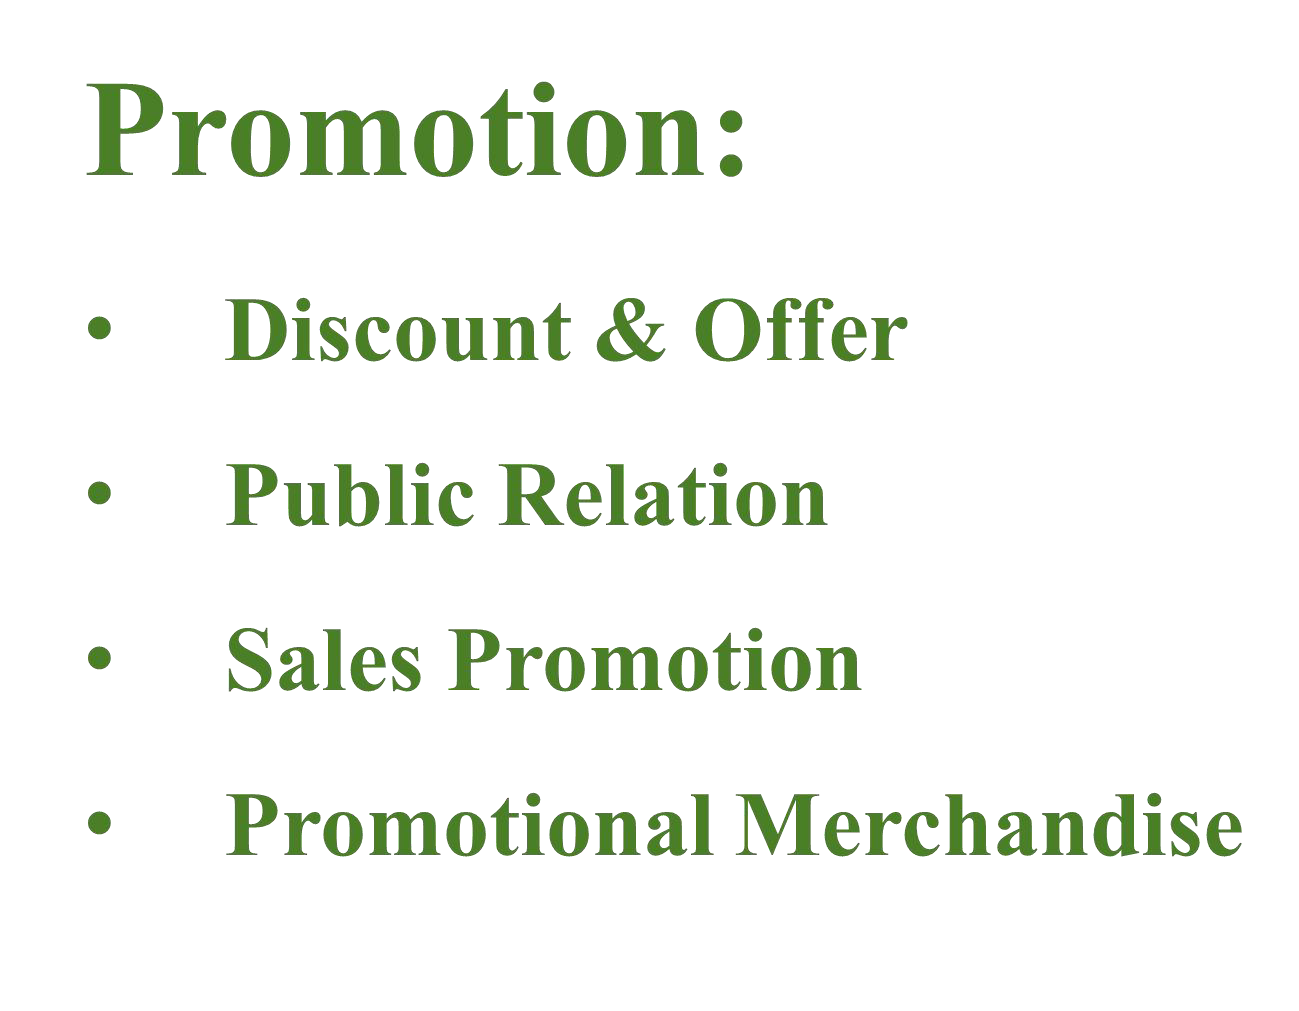 Promotion:
• Discount & Offer
• Public Relation
• Sales Promotion
• Promotional Merchandise